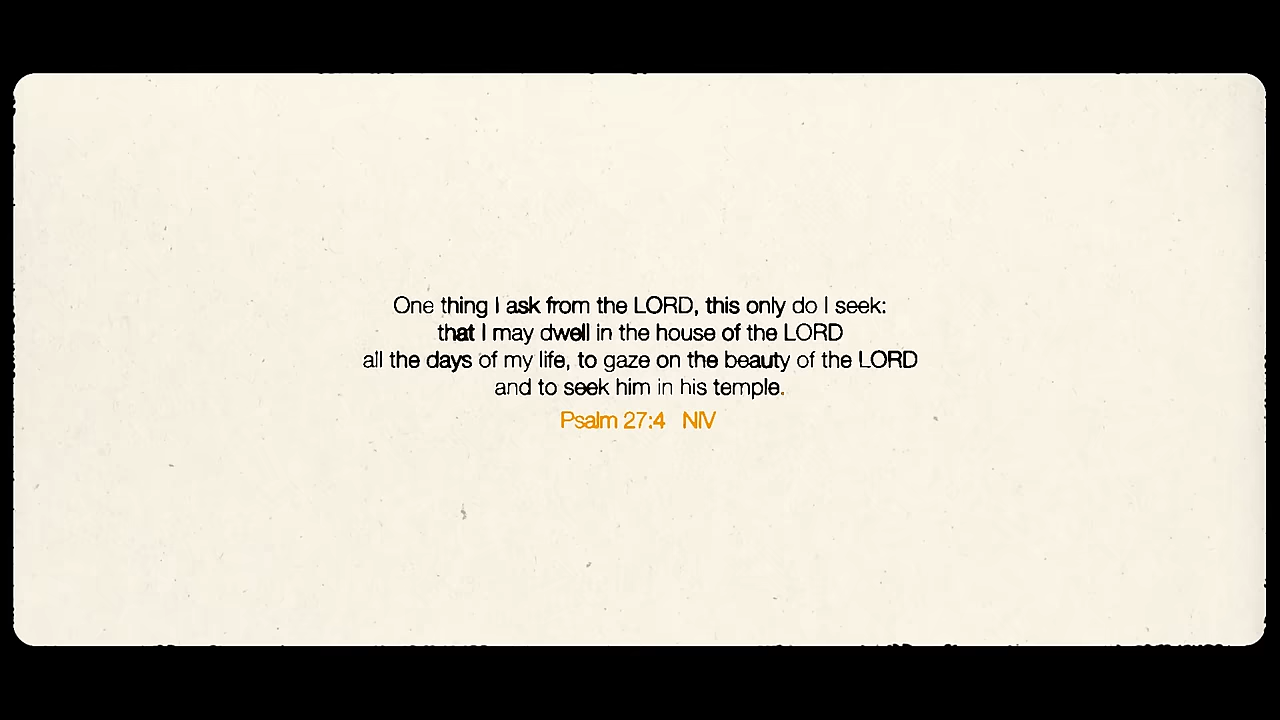 One thing I ask from the LORD, this only do I seek:
that I may dwell in the house of the LORD
all the days of my life, to gaze on the beauty of the LORD
and to seek him in his temple.
Psalm 27:4 NIV